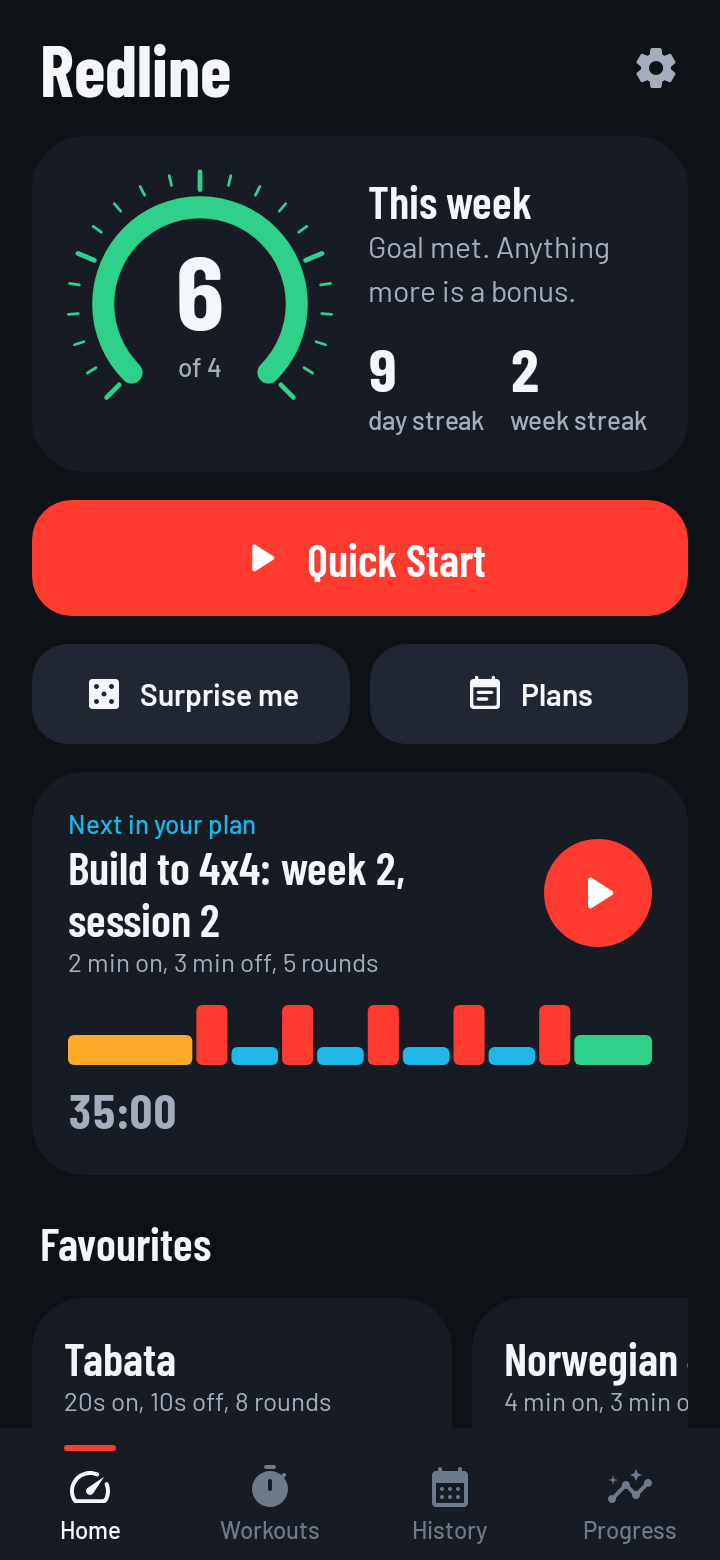 Redline
This week
Goal met. Anything
more is a bonus.
6
of 4
9
2
day streak
week streak
Quick Start
Surprise me
Plans
Next in your plan
Build to 4x4: week 2,
session 2
2 min on, 3 min off, 5 rounds
35:00
Favourites
Tabata
20s on, 10s off, 8 rounds
Norwegian
4 min on, 3 min
Home
Workouts
History
Progress